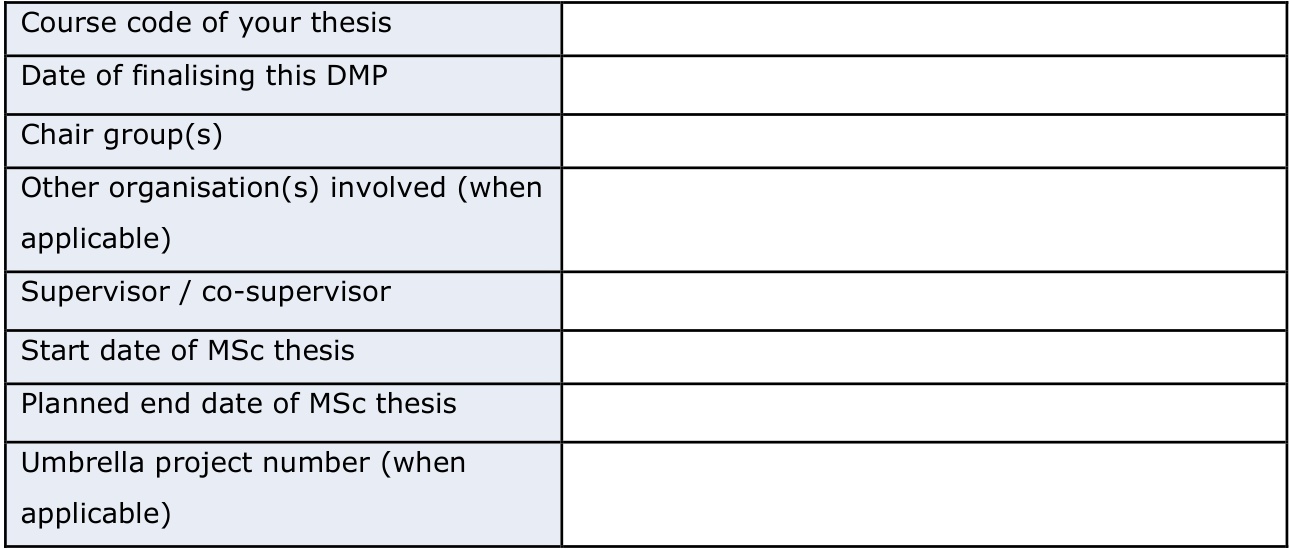 Course code of your thesis
Date of finalising this DMP
Chair group(s)
Other organisation(s) involved (when
applicable)
Supervisor / co-supervisor
Start date of MSc thesis
Planned end date of MSc thesis
Umbrella project number (when
applicable)